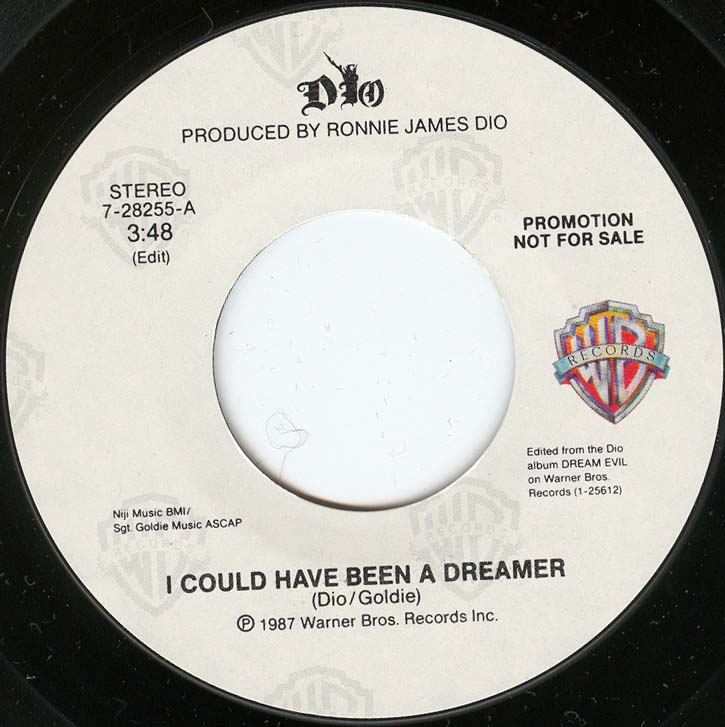 DIO
PRODUCED BY RONNIE JAMES DIO
STEREO
7-28255-A
3:48
(Edit)
PROMOTION
NOT FOR SALE
WB
RECORDS
Edited from the Dio
album DREAM EVIL
on Warner Bros.
Records (1-25612)
Niji Music BMI/
Sgt. Goldie Music ASCAP
I COULD HAVE BEEN A DREAMER
(Dio/Goldie)
℗ 1987 Warner Bros. Records Inc.